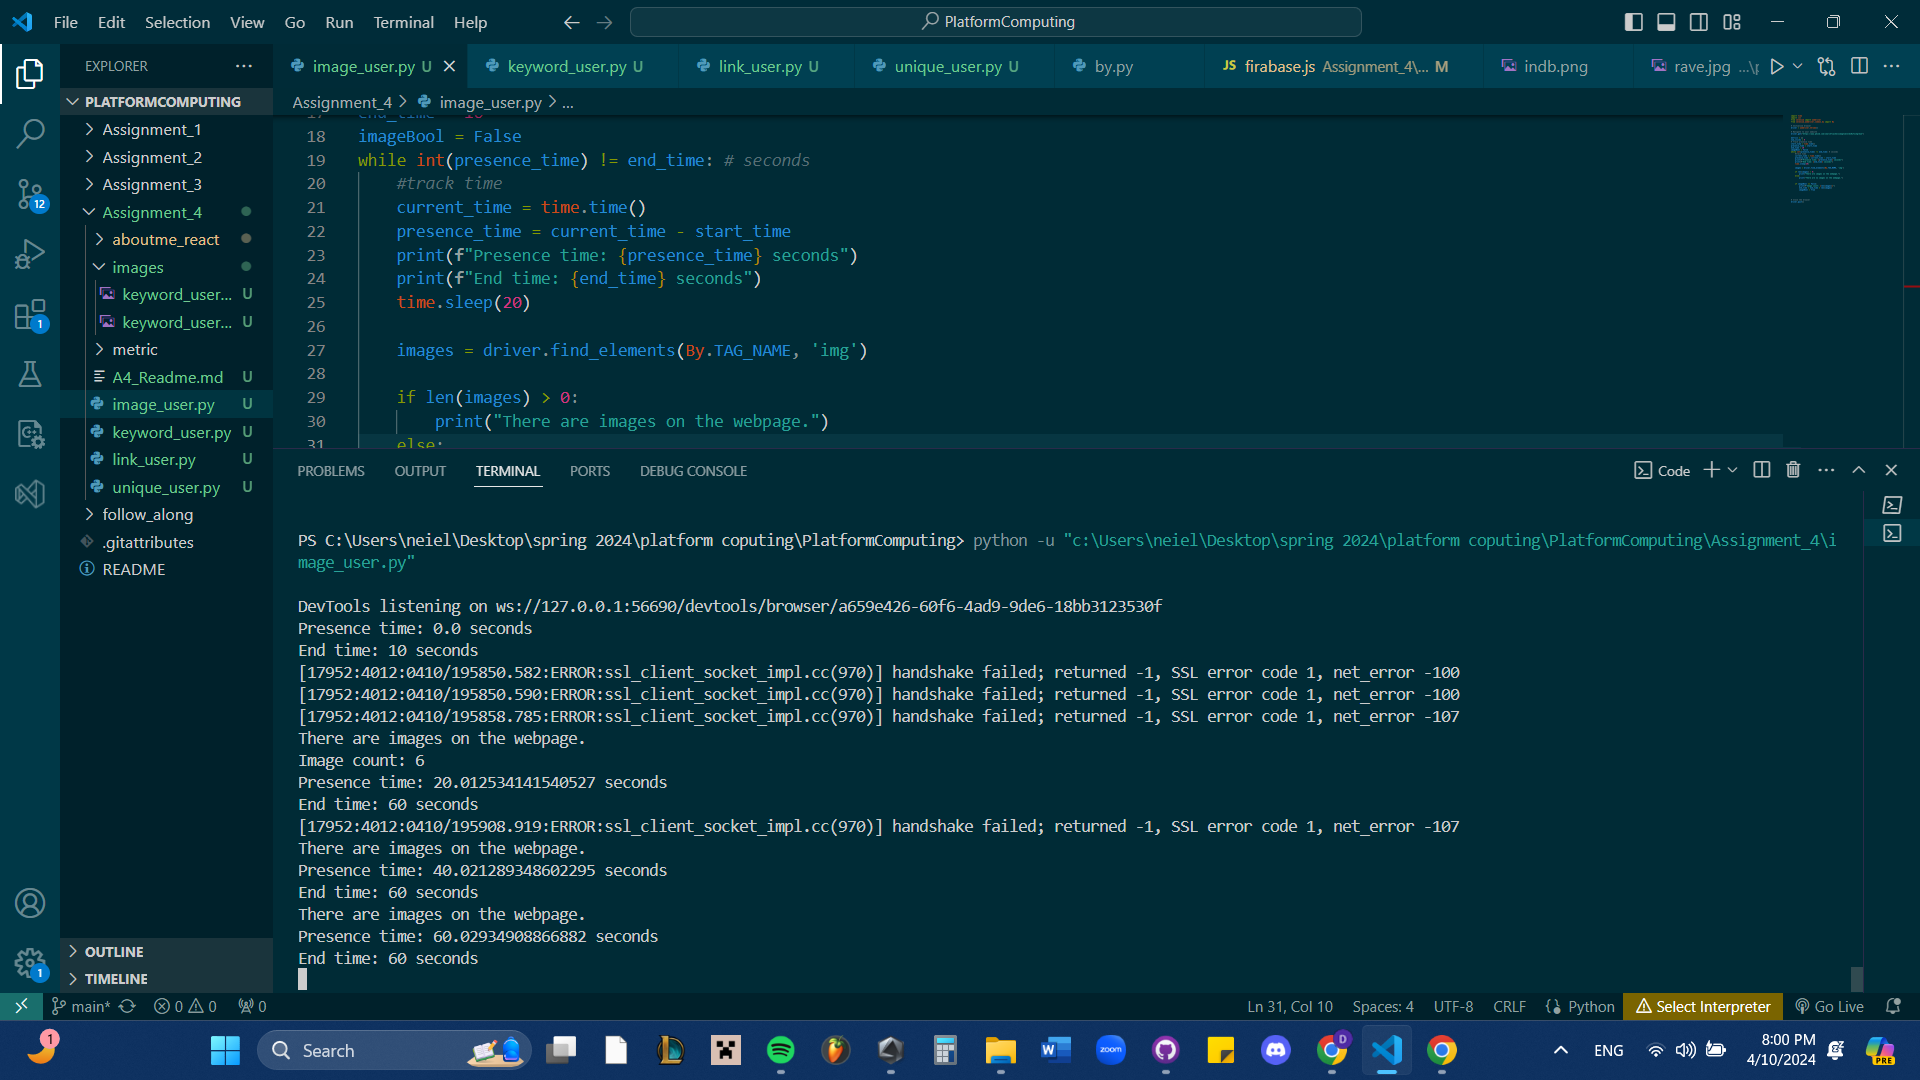 File Edit Selection View Go Run Terminal Help
PlatformComputing
EXPLORER
image_user.py U
keyword_user.py U
link_user.py U
unique_user.py U
by.py
JS firabase.js Assignment_4\... M
indb.png
rave.jpg ...\p
PLATFORMCOMPUTING
Assignment_1
Assignment_2
Assignment_3
Assignment_4
aboutme_react
images
keyword_user... U
keyword_user... U
metric
A4_Readme.md U
image_user.py U
keyword_user.py U
link_user.py U
unique_user.py U
follow_along
.gitattributes
README
OUTLINE
TIMELINE
12
1
1
Assignment_4 > image_user.py > ...
18 imageBool = False
19 while int(presence_time) != end_time: # seconds
20 #track time
21 current_time = time.time()
22 presence_time = current_time - start_time
23 print(f"Presence time: {presence_time} seconds")
24 print(f"End time: {end_time} seconds")
25 time.sleep(20)
26
27 images = driver.find_elements(By.TAG_NAME, 'img')
28
29 if len(images) > 0:
30 print("There are images on the webpage.")
31 else:
PROBLEMS OUTPUT TERMINAL PORTS DEBUG CONSOLE
Code
PS C:\Users\neiel\Desktop\spring 2024\platform coputing\PlatformComputing> python -u "c:\Users\neiel\Desktop\spring 2024\platform coputing\PlatformComputing\Assignment_4\i
mage_user.py"
DevTools listening on ws://127.0.0.1:56690/devtools/browser/a659e426-60f6-4ad9-9de6-18bb3123530f
Presence time: 0.0 seconds
End time: 10 seconds
[17952:4012:0410/195850.582:ERROR:ssl_client_socket_impl.cc(970)] handshake failed; returned -1, SSL error code 1, net_error -100
[17952:4012:0410/195850.590:ERROR:ssl_client_socket_impl.cc(970)] handshake failed; returned -1, SSL error code 1, net_error -100
[17952:4012:0410/195858.785:ERROR:ssl_client_socket_impl.cc(970)] handshake failed; returned -1, SSL error code 1, net_error -107
There are images on the webpage.
Image count: 6
Presence time: 20.012534141540527 seconds
End time: 60 seconds
[17952:4012:0410/195908.919:ERROR:ssl_client_socket_impl.cc(970)] handshake failed; returned -1, SSL error code 1, net_error -107
There are images on the webpage.
Presence time: 40.021289348602295 seconds
End time: 60 seconds
There are images on the webpage.
Presence time: 60.02934908866882 seconds
End time: 60 seconds
main* 0 0 0
Ln 31, Col 10 Spaces: 4 UTF-8 CRLF Python Select Interpreter Go Live
1
Search
zoom
D
ENG
8:00 PM
4/10/2024
PRE